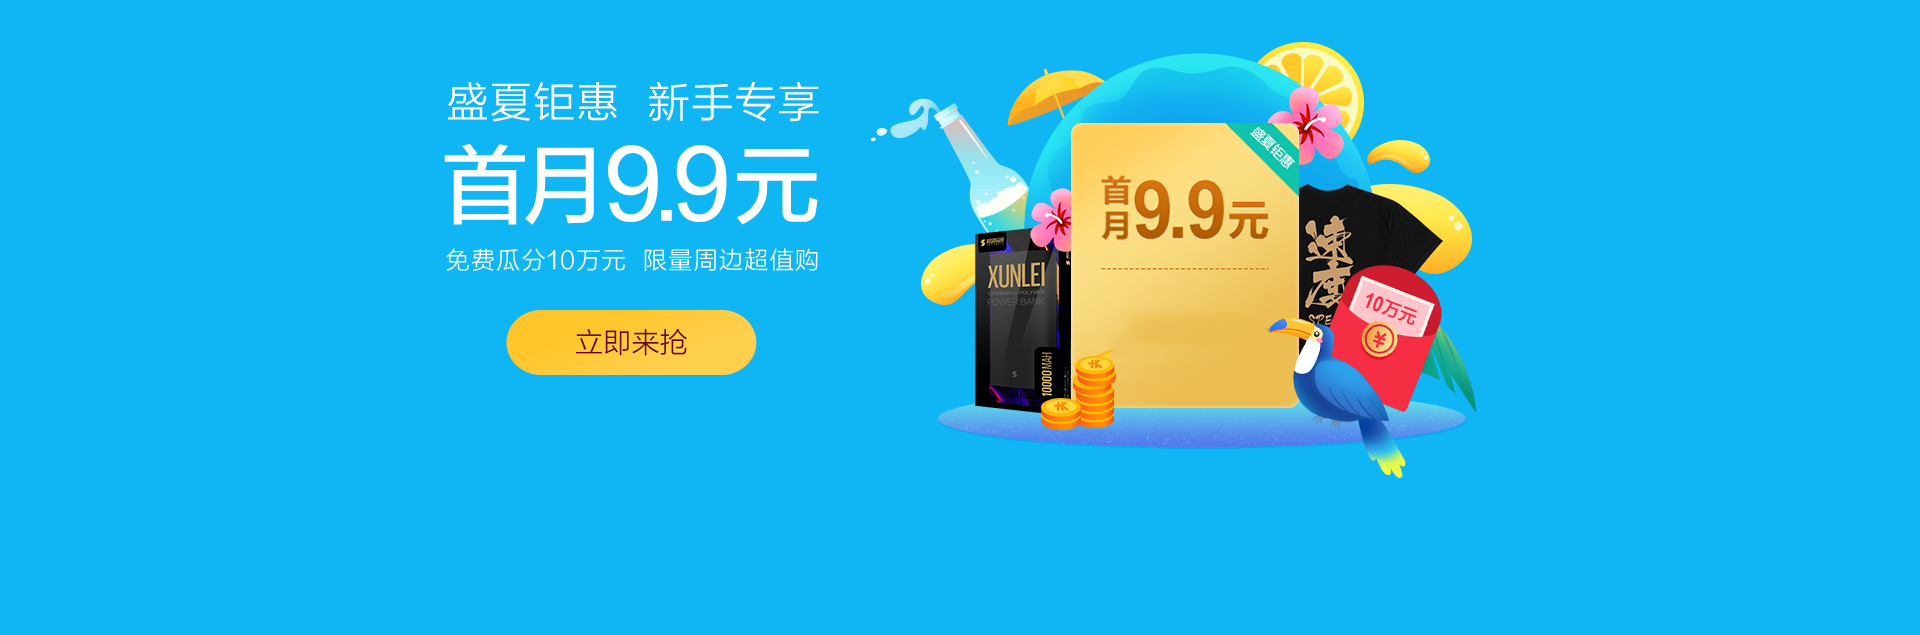 盛夏钜惠 新手专享
首月9.9元
免费瓜分10万元 限量周边超值购
立即来抢
盛夏钜惠
首月9.9元
XUNLEI
POWER BANK
10000MAH
速度
10万元